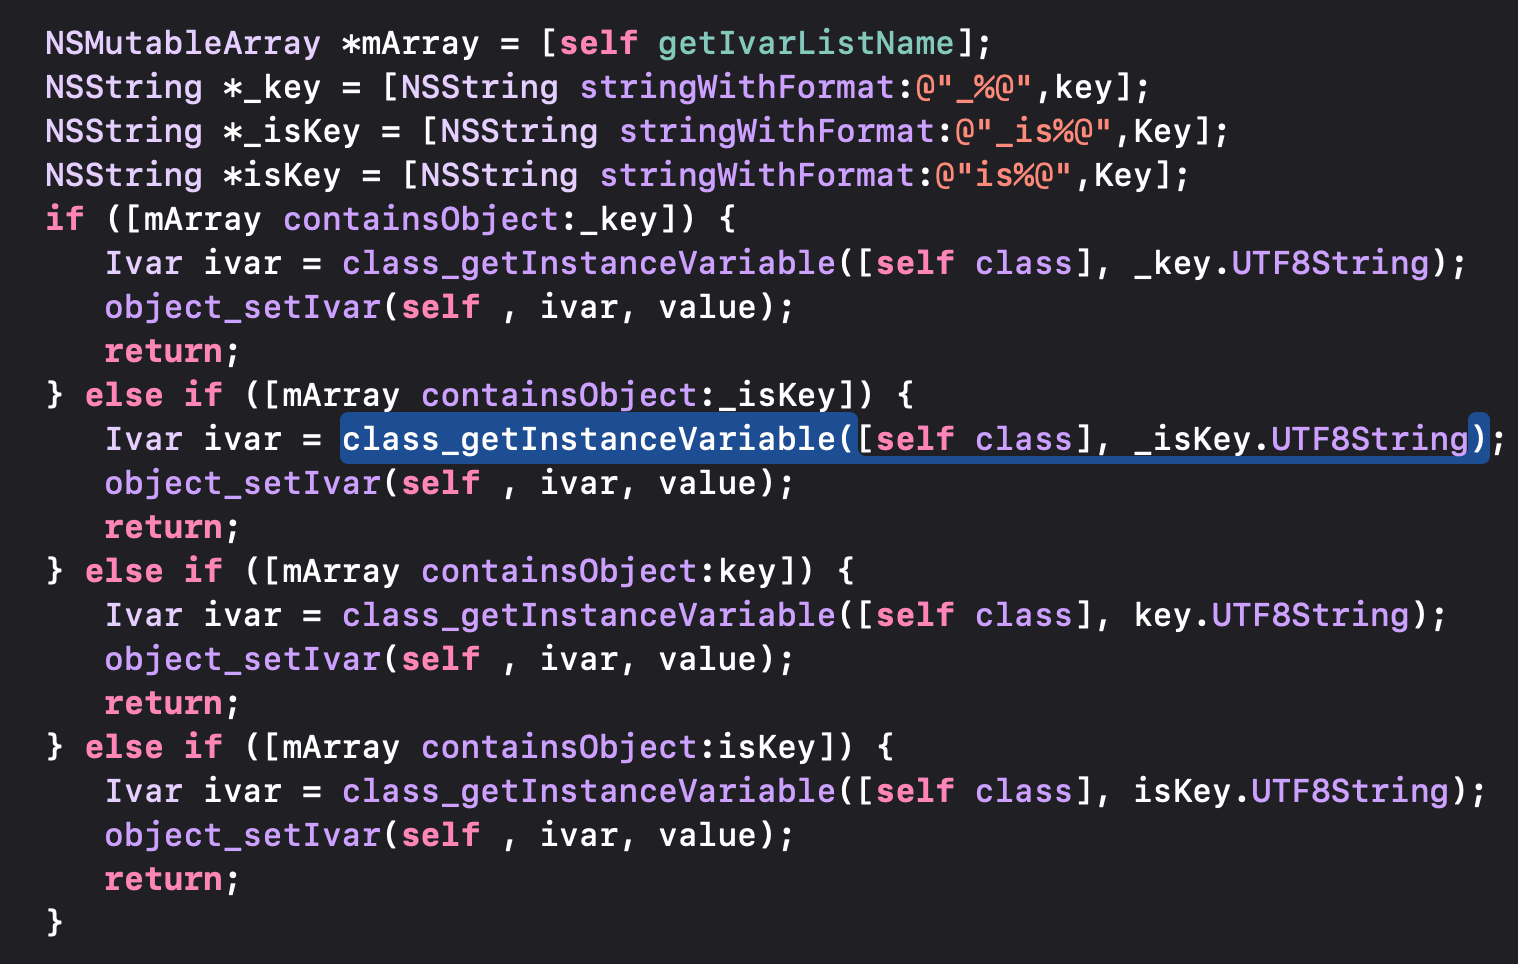 NSMutableArray *mArray = [self getIvarListName];
NSString *_key = [NSString stringWithFormat:@"_%@",key];
NSString *_isKey = [NSString stringWithFormat:@"_is%@",Key];
NSString *isKey = [NSString stringWithFormat:@"is%@",Key];
if ([mArray containsObject:_key]) {
   Ivar ivar = class_getInstanceVariable([self class], _key.UTF8String);
   object_setIvar(self , ivar, value);
   return;
} else if ([mArray containsObject:_isKey]) {
   Ivar ivar = class_getInstanceVariable([self class], _isKey.UTF8String);
   object_setIvar(self , ivar, value);
   return;
} else if ([mArray containsObject:key]) {
   Ivar ivar = class_getInstanceVariable([self class], key.UTF8String);
   object_setIvar(self , ivar, value);
   return;
} else if ([mArray containsObject:isKey]) {
   Ivar ivar = class_getInstanceVariable([self class], isKey.UTF8String);
   object_setIvar(self , ivar, value);
   return;
}